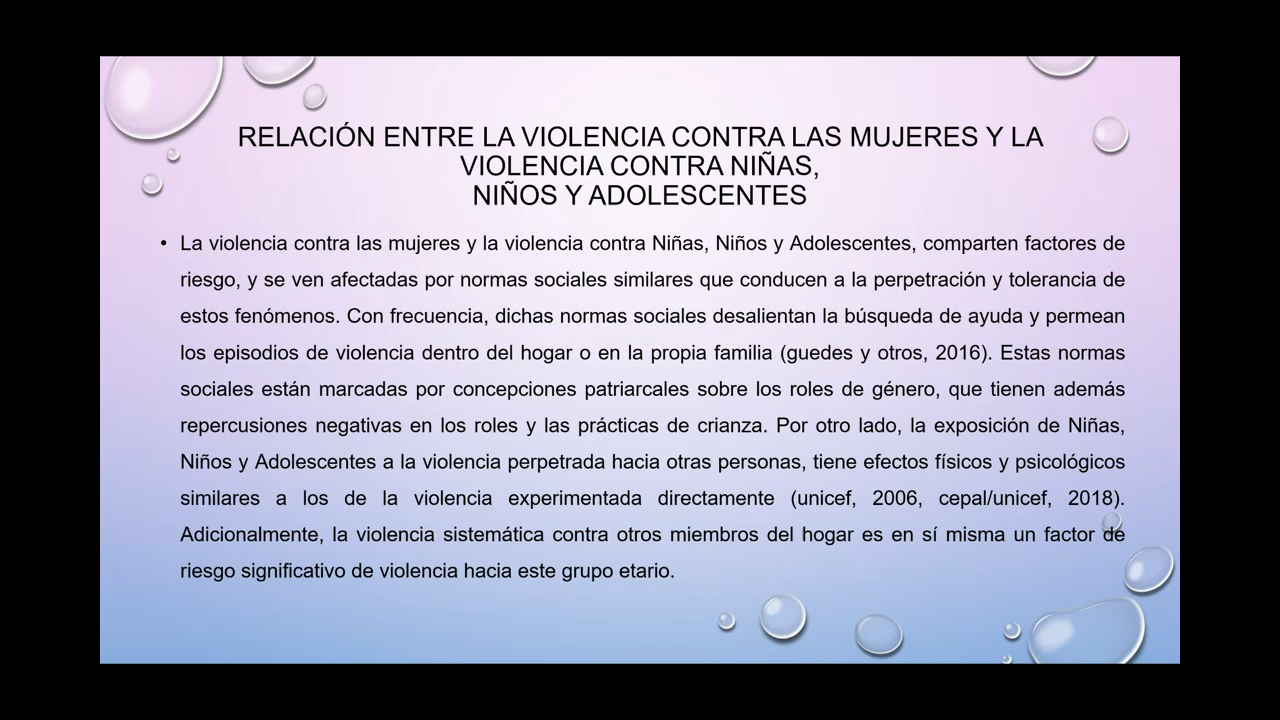 RELACIÓN ENTRE LA VIOLENCIA CONTRA LAS MUJERES Y LA
VIOLENCIA CONTRA NIÑAS,
NIÑOS Y ADOLESCENTES
• La violencia contra las mujeres y la violencia contra Niñas, Niños y Adolescentes, comparten factores de
riesgo, y se ven afectadas por normas sociales similares que conducen a la perpetración y tolerancia de
estos fenómenos. Con frecuencia, dichas normas sociales desalientan la búsqueda de ayuda y permean
los episodios de violencia dentro del hogar o en la propia familia (guedes y otros, 2016). Estas normas
sociales están marcadas por concepciones patriarcales sobre los roles de género, que tienen además
repercusiones negativas en los roles y las prácticas de crianza. Por otro lado, la exposición de Niñas,
Niños y Adolescentes a la violencia perpetrada hacia otras personas, tiene efectos físicos y psicológicos
similares a los de la violencia experimentada directamente (unicef, 2006, cepal/unicef, 2018).
Adicionalmente, la violencia sistemática contra otros miembros del hogar es en sí misma un factor de
riesgo significativo de violencia hacia este grupo etario.